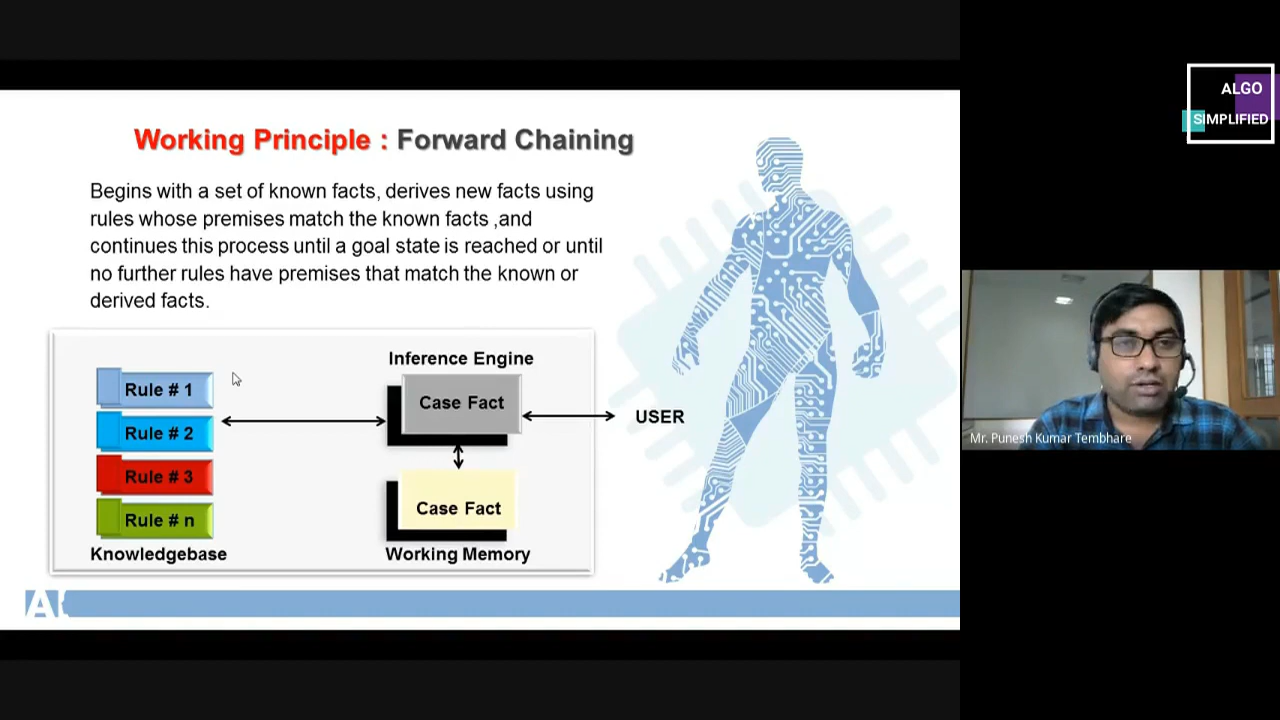 Working Principle : Forward Chaining
Begins with a set of known facts, derives new facts using
rules whose premises match the known facts ,and
continues this process until a goal state is reached or until
no further rules have premises that match the known or
derived facts.
Inference Engine
Rule # 1
Case Fact
USER
Rule # 2
Rule # 3
Case Fact
Rule # n
Knowledgebase
Working Memory
ALGO
SIMPLIFIED
Mr. Punesh Kumar Tembhare